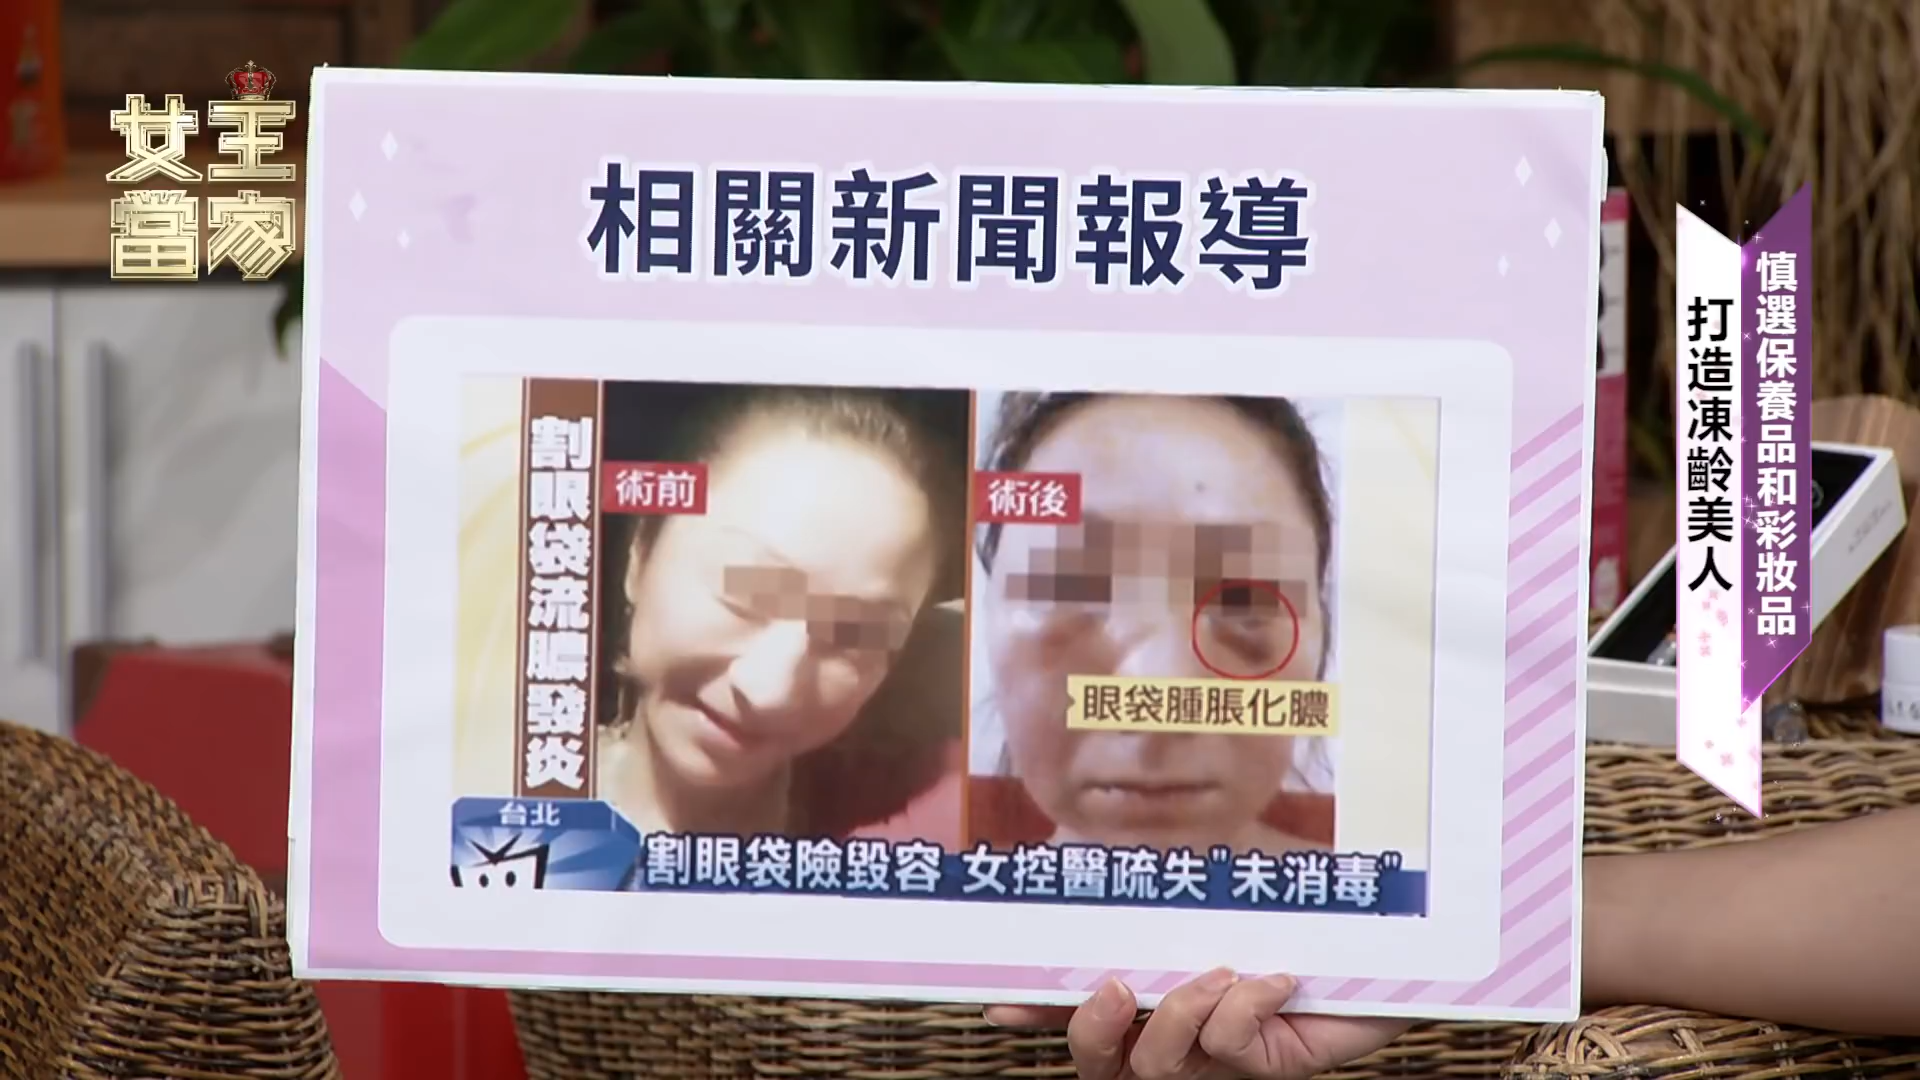 女王
當家
相關新聞報導
割眼袋流膿發炎
術前
術後
眼袋腫脹化膿
台北
割眼袋險毀容 女控醫疏失"未消毒"
慎選保養品和彩妝品
打造凍齡美人